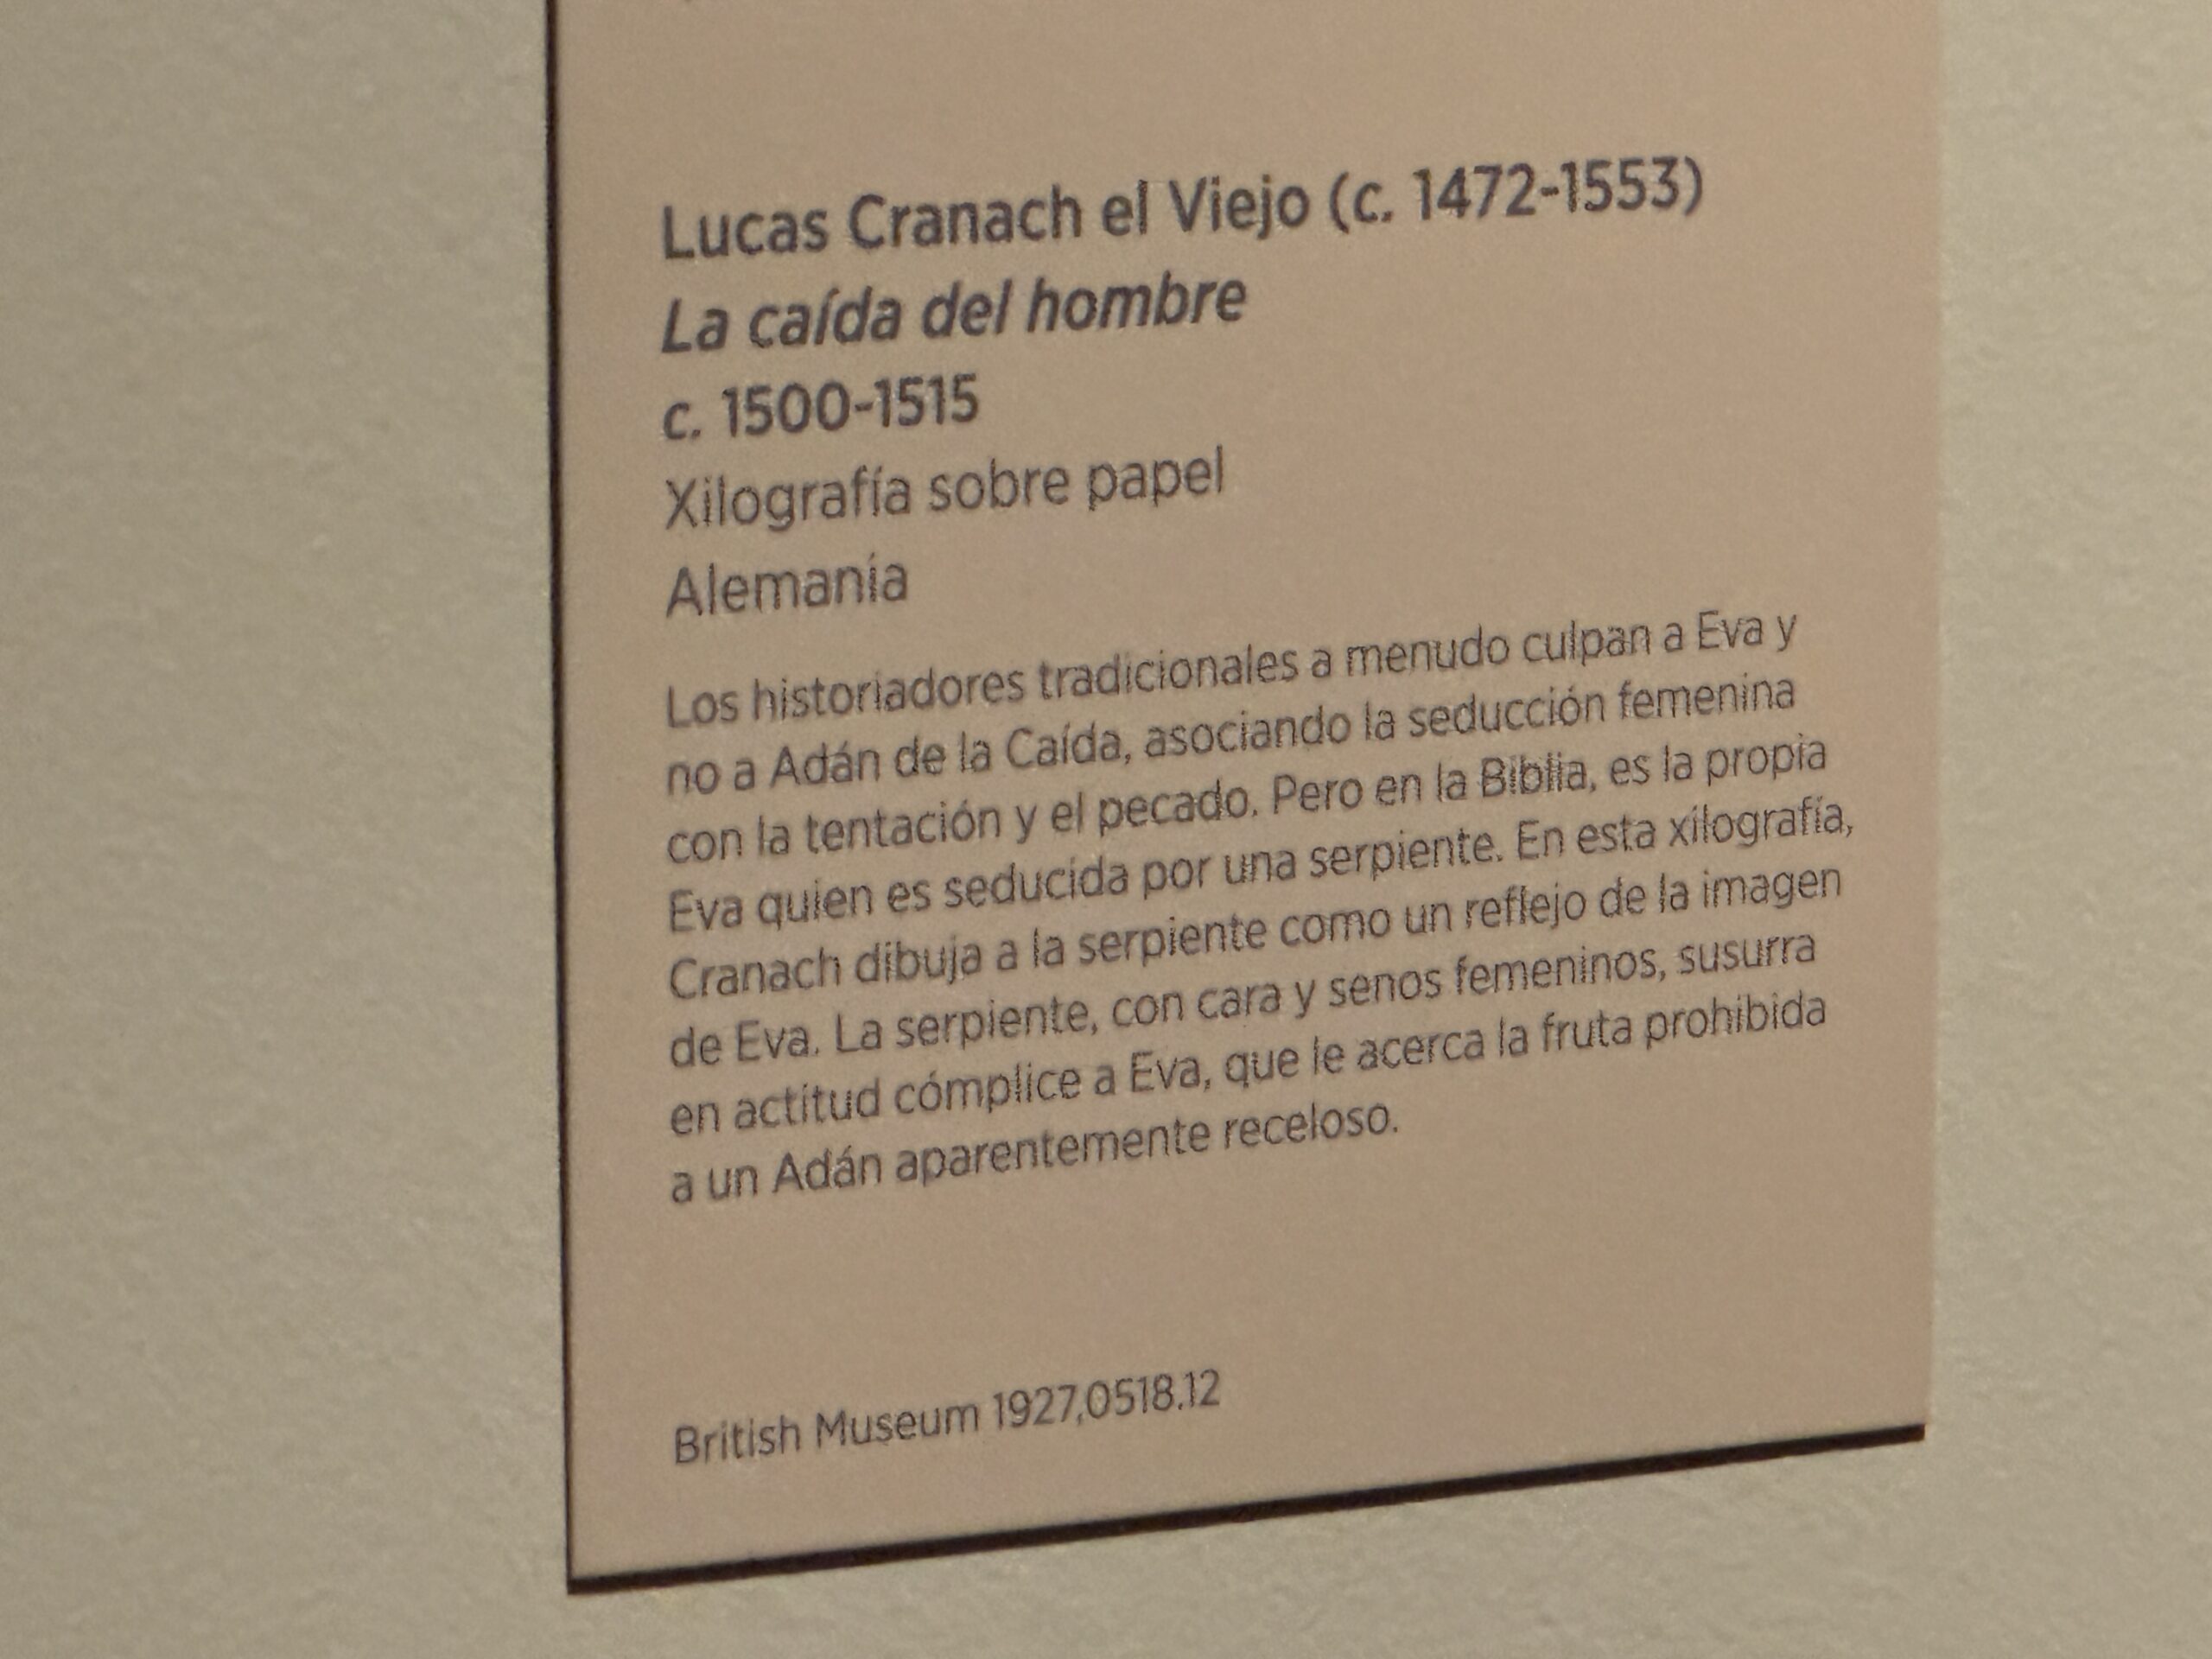 Lucas Cranach el Viejo (c. 1472-1553)
La caída del hombre
c. 1500-1515
Xilografía sobre papel
Alemania
Los historiadores tradicionales a menudo culpan a Eva y
no a Adán de la Caída, asociando la seducción femenina
con la tentación y el pecado. Pero en la Biblia, es la propia
Eva quien es seducida por una serpiente. En esta xilografía,
Cranach dibuja a la serpiente como un reflejo de la imagen
de Eva. La serpiente, con cara y senos femeninos, susurra
en actitud cómplice a Eva, que le acerca la fruta prohibida
a un Adán aparentemente receloso.
British Museum 1927,0518.12